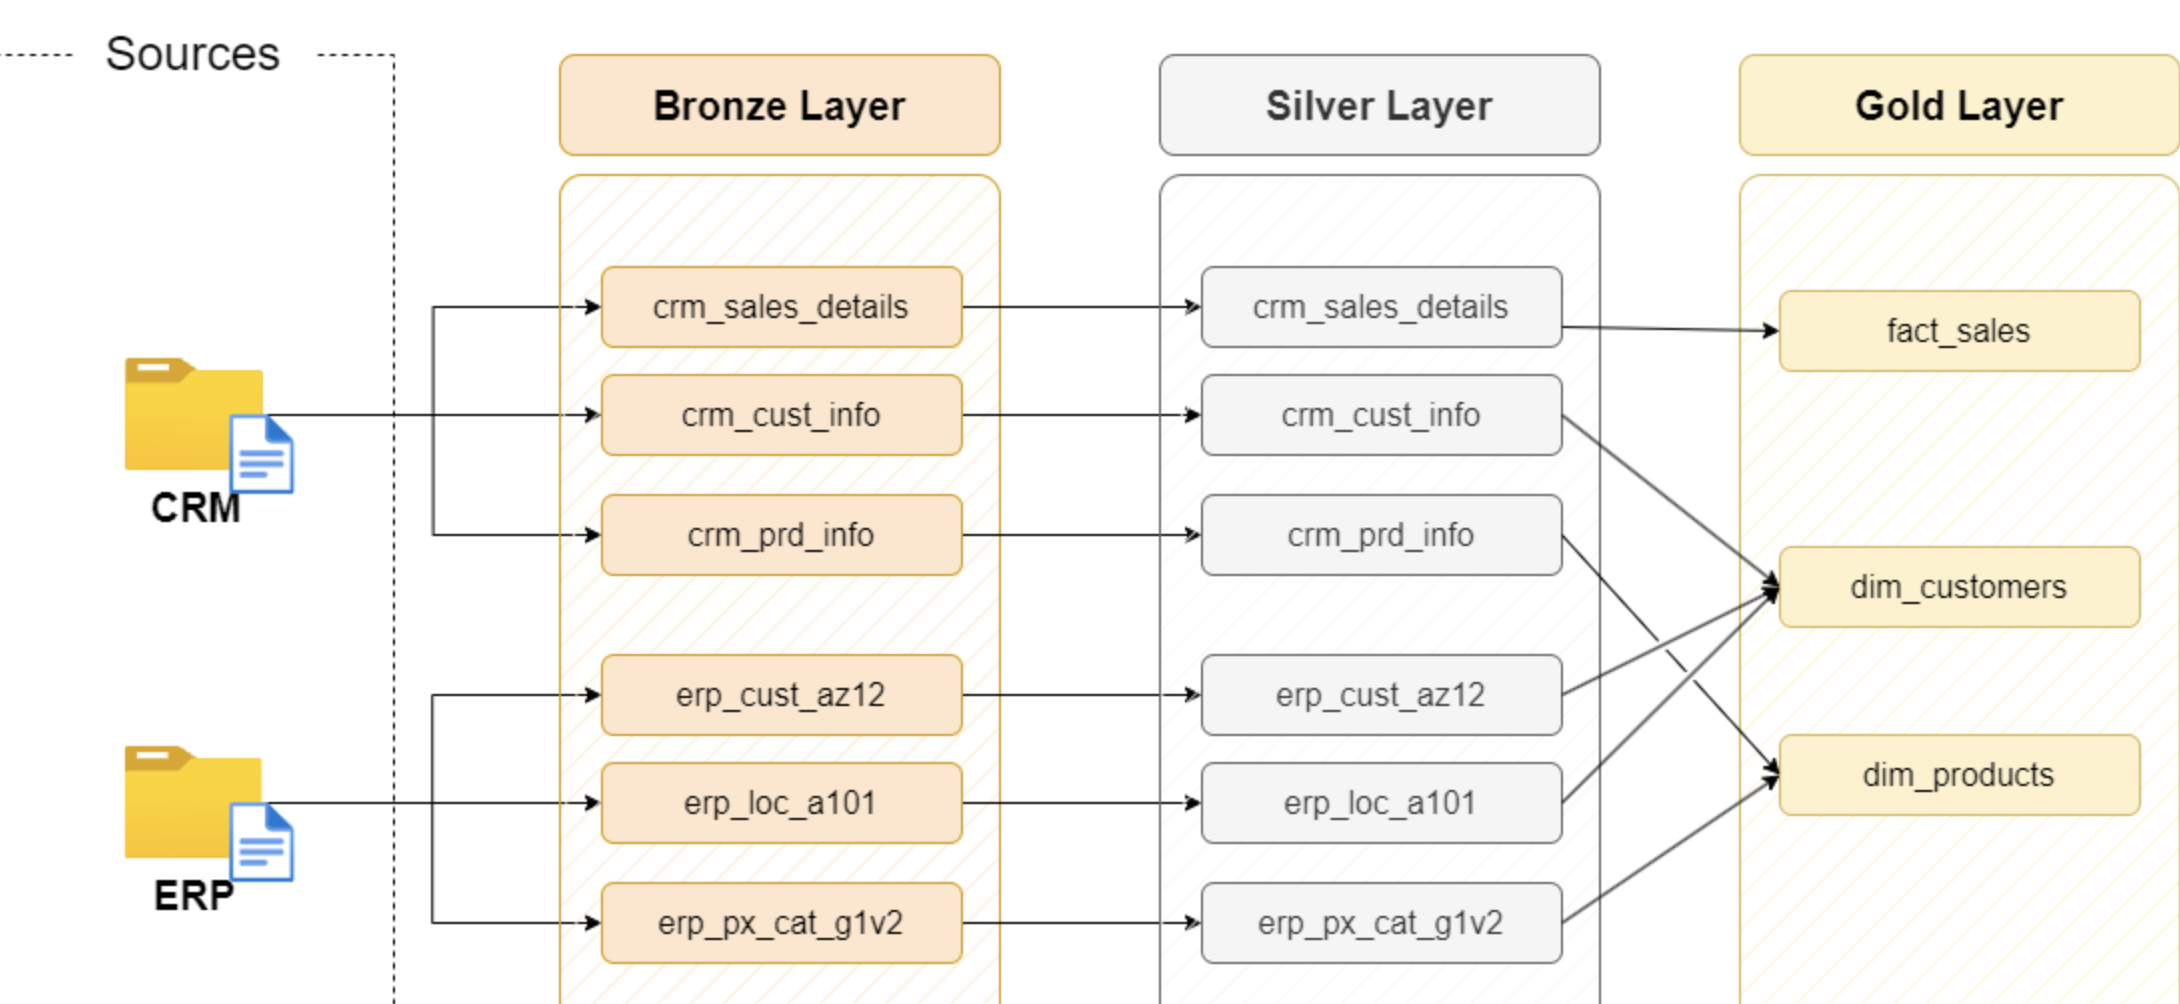 Sources
Bronze Layer
Silver Layer
Gold Layer
crm_sales_details
crm_sales_details
fact_sales
crm_cust_info
crm_cust_info
CRM
crm_prd_info
crm_prd_info
dim_customers
erp_cust_az12
erp_cust_az12
dim_products
erp_loc_a101
erp_loc_a101
ERP
erp_px_cat_g1v2
erp_px_cat_g1v2